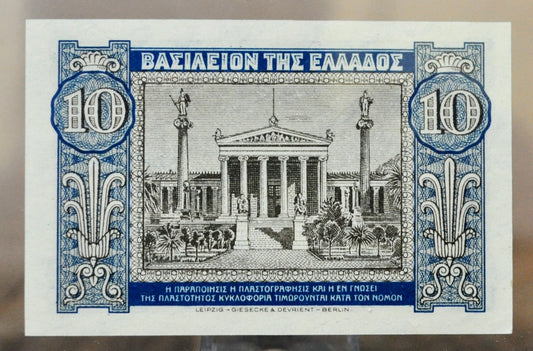 ΒΑΣΙΛΕΙΟΝ ΤΗΣ ΕΛΛΑΔΟΣ
10 10
Η ΠΑΡΑΠΟΙΗΣΙΣ Η ΠΛΑΣΤΟΓΡΑΦΗΣΙΣ ΚΑΙ Η ΕΝ ΓΝΩΣΕΙ
ΤΗΣ ΠΛΑΣΤΟΤΗΤΟΣ ΚΥΚΛΟΦΟΡΙΑ ΤΙΜΩΡΟΥΝΤΑΙ ΚΑΤΑ ΤΟΝ ΝΟΜΟΝ
LEIPZIG - GIESECKE & DEVRIENT - BERLIN.